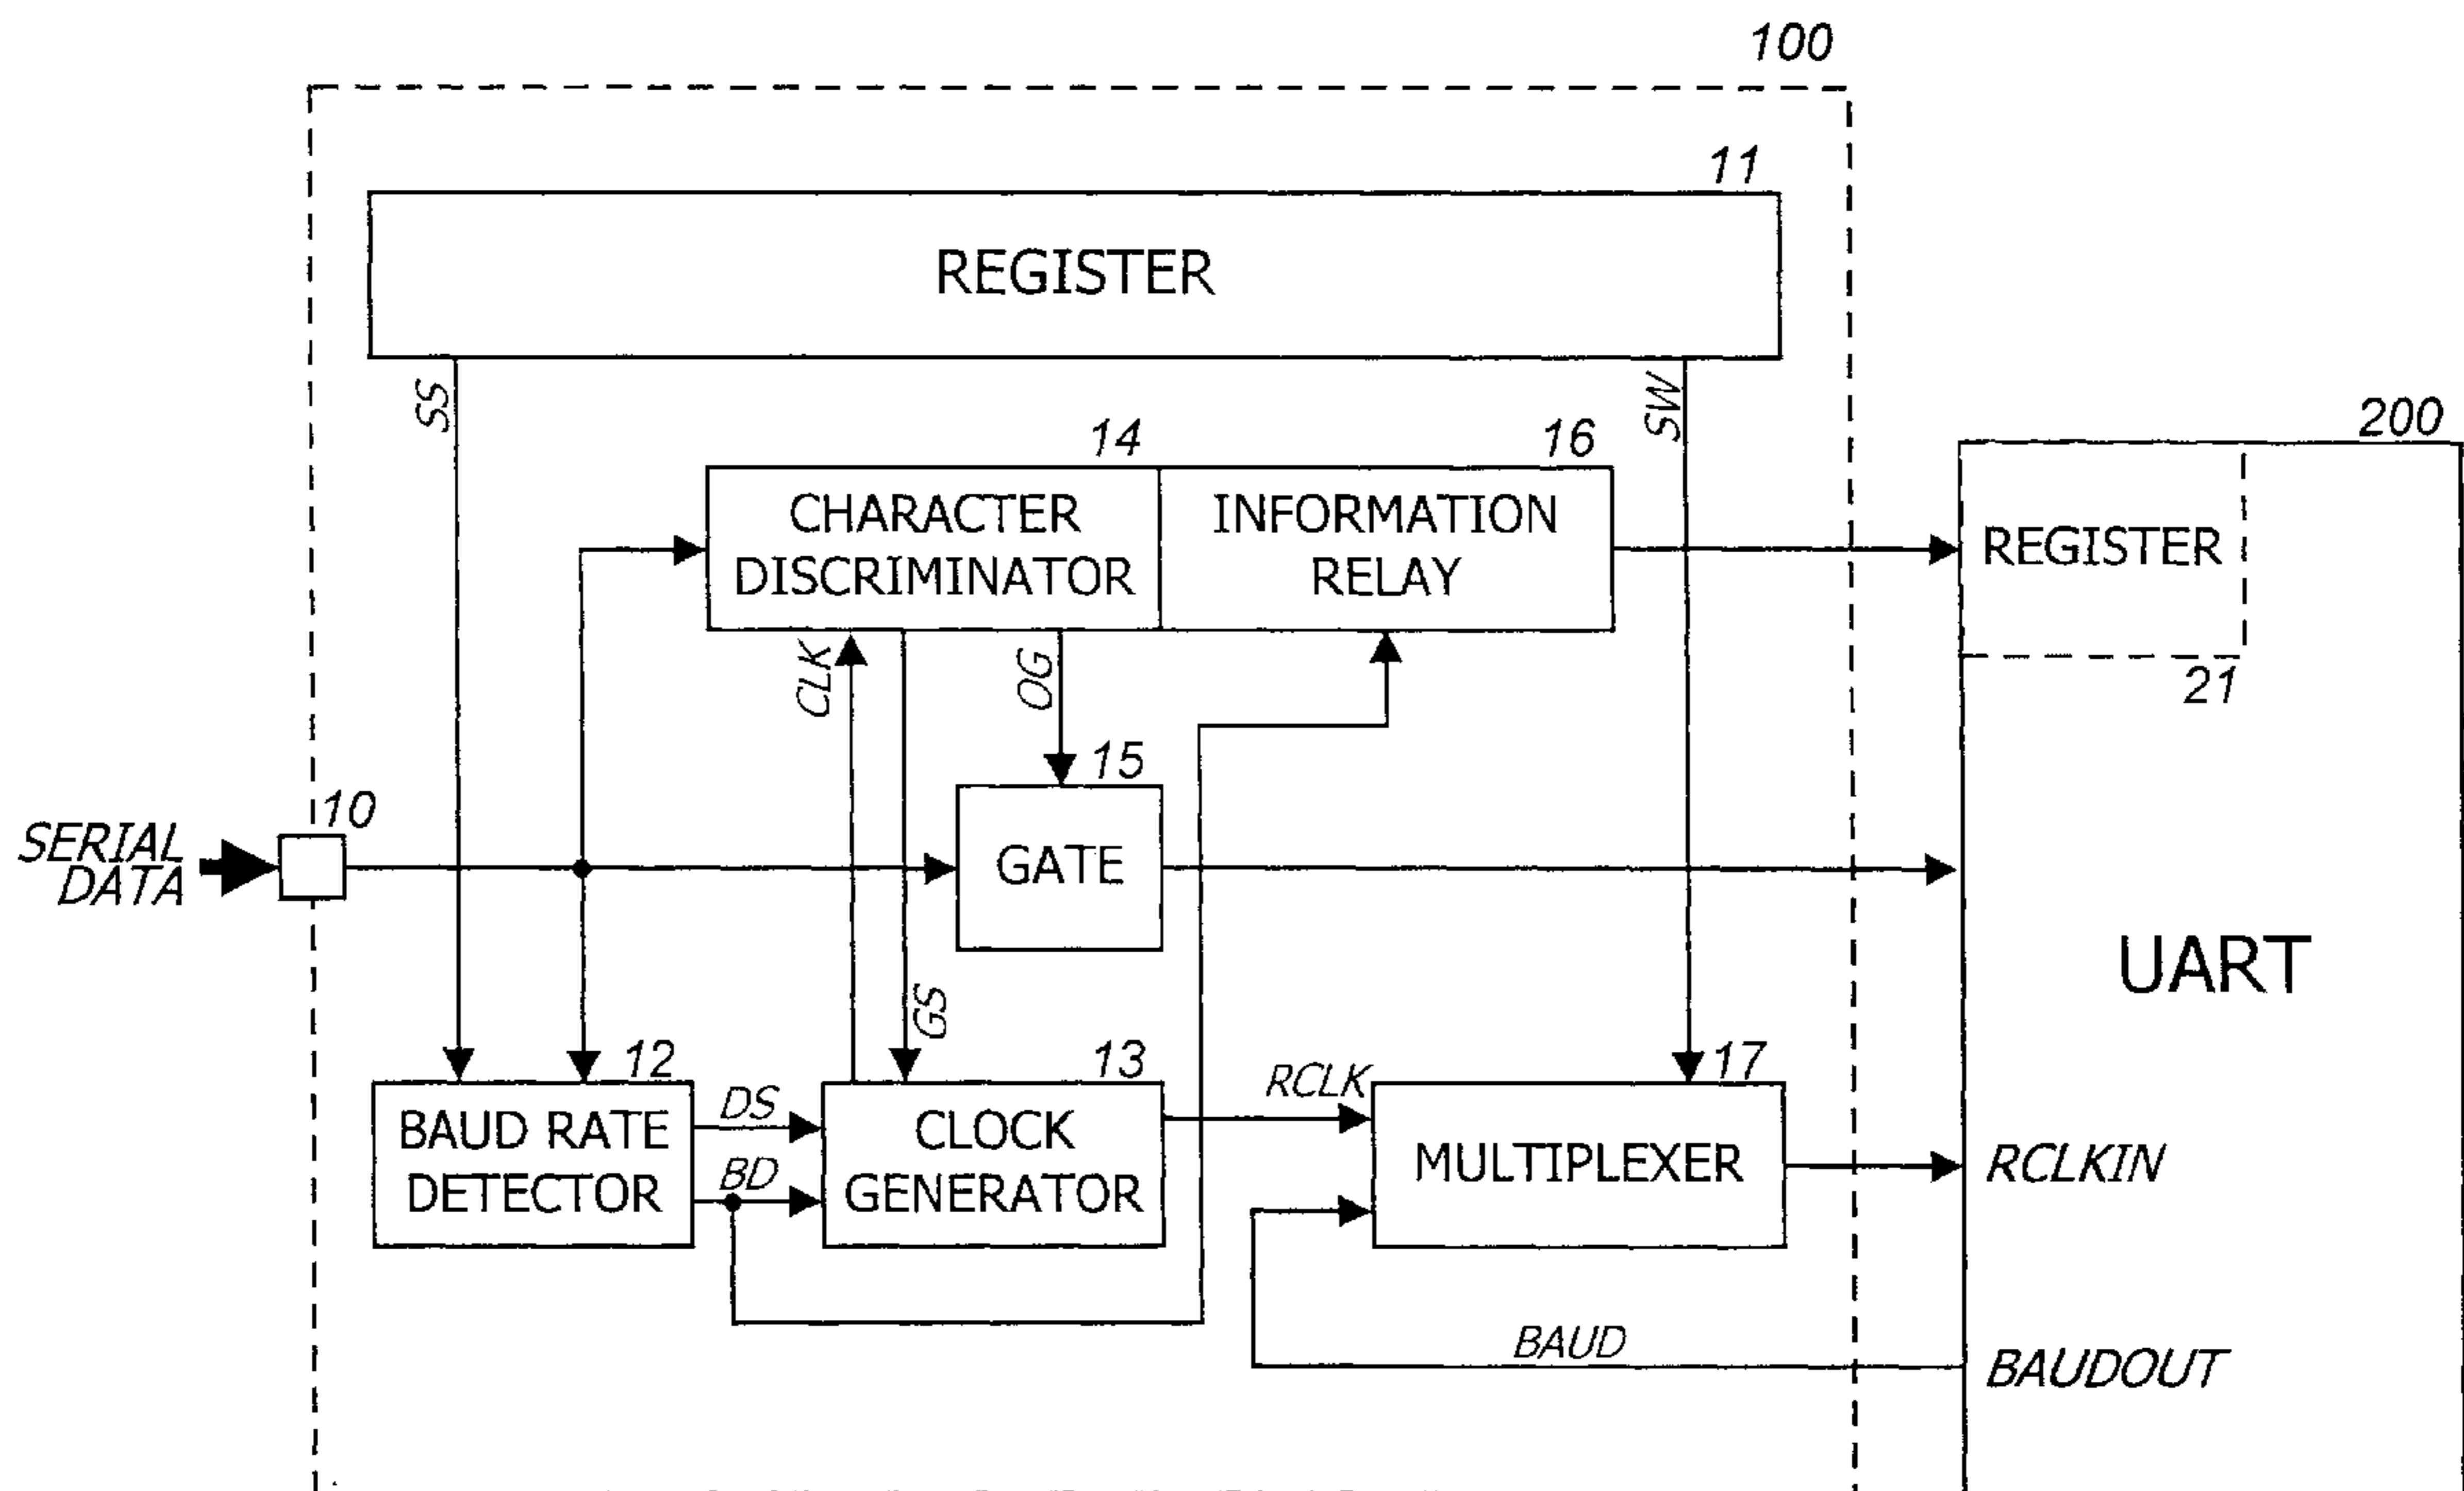 100
11
REGISTER
SS
SW
200
14
16
CHARACTER
DISCRIMINATOR
INFORMATION
RELAY
REGISTER
21
CLK
OG
15
10
SERIAL
DATA
GATE
UART
GS
12
13
17
DS
RCLK
BAUD RATE
DETECTOR
BD
CLOCK
GENERATOR
MULTIPLEXER
RCLKIN
BAUD
BAUDOUT